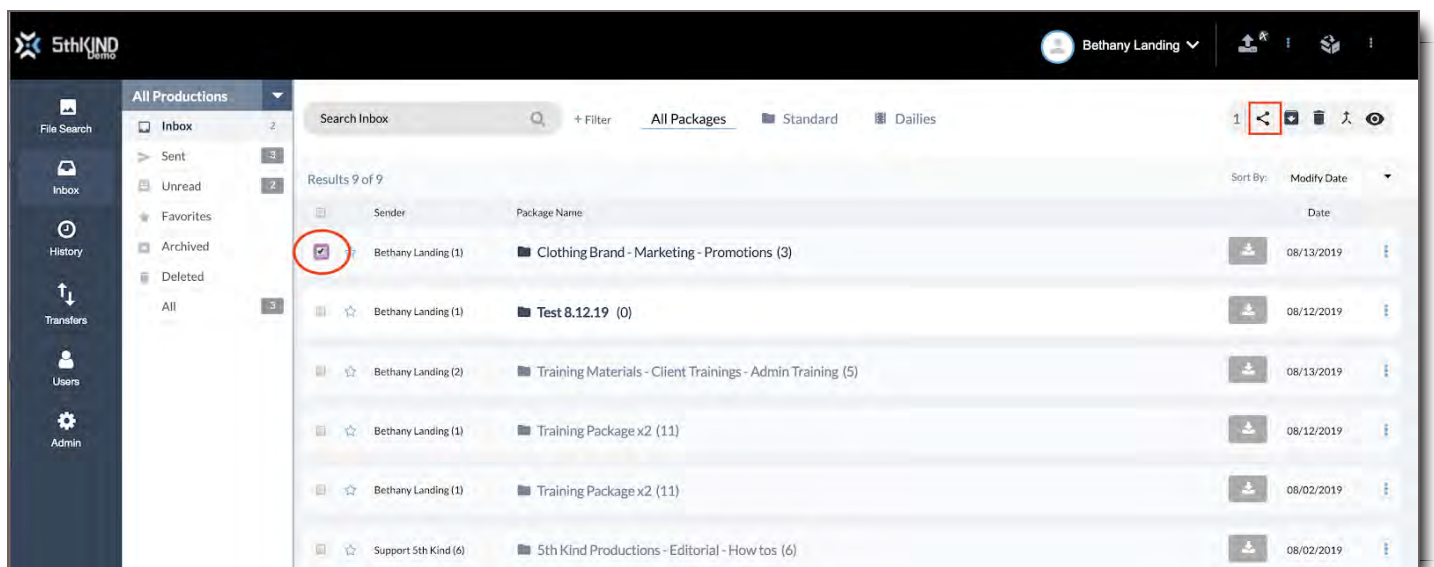 5thKIND
Demo
Bethany Landing
File Search
Inbox
History
Transfers
Users
Admin
All Productions
Inbox 2
Sent 3
Unread 2
Favorites
Archived
Deleted
All 3
Search Inbox + Filter All Packages Standard Dailies 1
Results 9 of 9 Sort By: Modify Date
Sender Package Name Date
Bethany Landing (1) Clothing Brand - Marketing - Promotions (3) 08/13/2019
Bethany Landing (1) Test 8.12.19 (0) 08/12/2019
Bethany Landing (2) Training Materials - Client Trainings - Admin Training (5) 08/13/2019
Bethany Landing (1) Training Package x2 (11) 08/12/2019
Bethany Landing (1) Training Package x2 (11) 08/02/2019
Support 5th Kind (6) 5th Kind Productions - Editorial - How tos (6) 08/02/2019